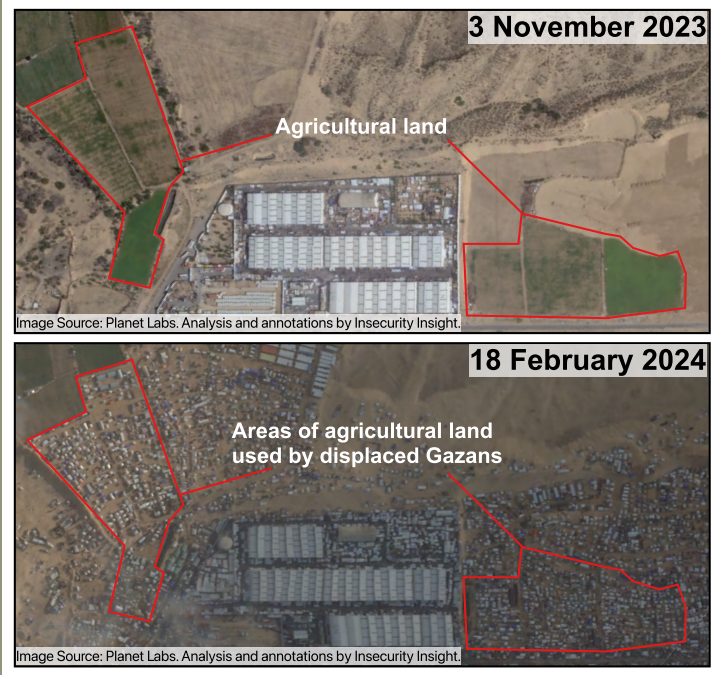 3 November 2023
Agricultural land
Image Source: Planet Labs. Analysis and annotations by Insecurity Insight.
18 February 2024
Areas of agricultural land
used by displaced Gazans
Image Source: Planet Labs. Analysis and annotations by Insecurity Insight.